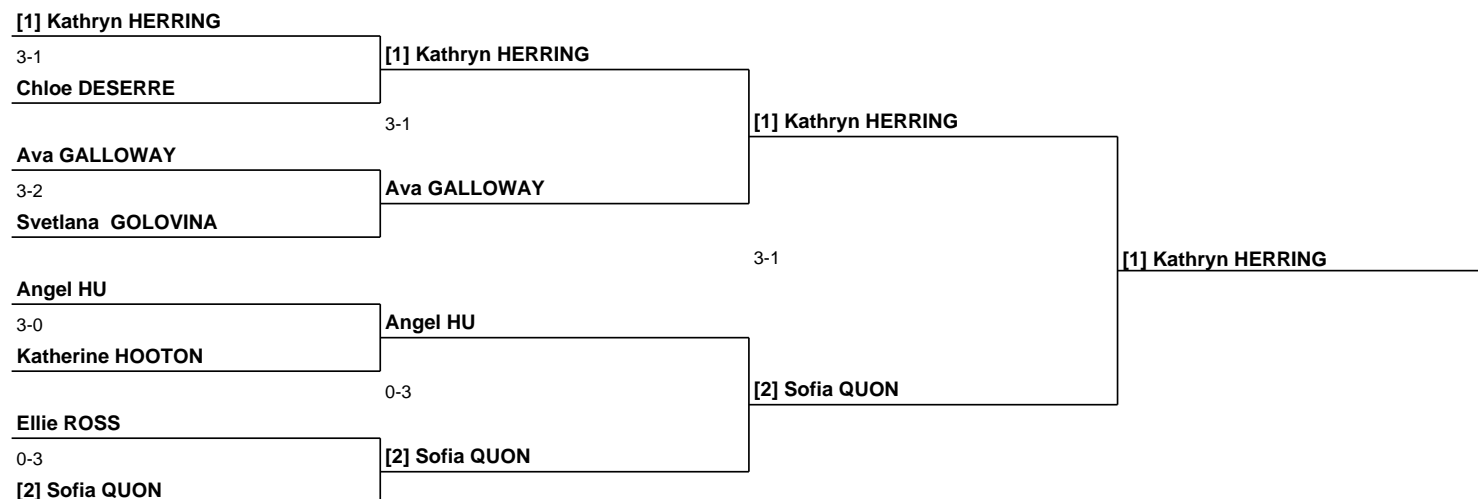 [1] Kathryn HERRING
3-1
Chloe DESERRE
[1] Kathryn HERRING
3-1
Ava GALLOWAY
3-2
Svetlana  GOLOVINA
Ava GALLOWAY
[1] Kathryn HERRING
3-1
[1] Kathryn HERRING
Angel HU
3-0
Katherine HOOTON
Angel HU
0-3
[2] Sofia QUON
Ellie ROSS
0-3
[2] Sofia QUON
[2] Sofia QUON